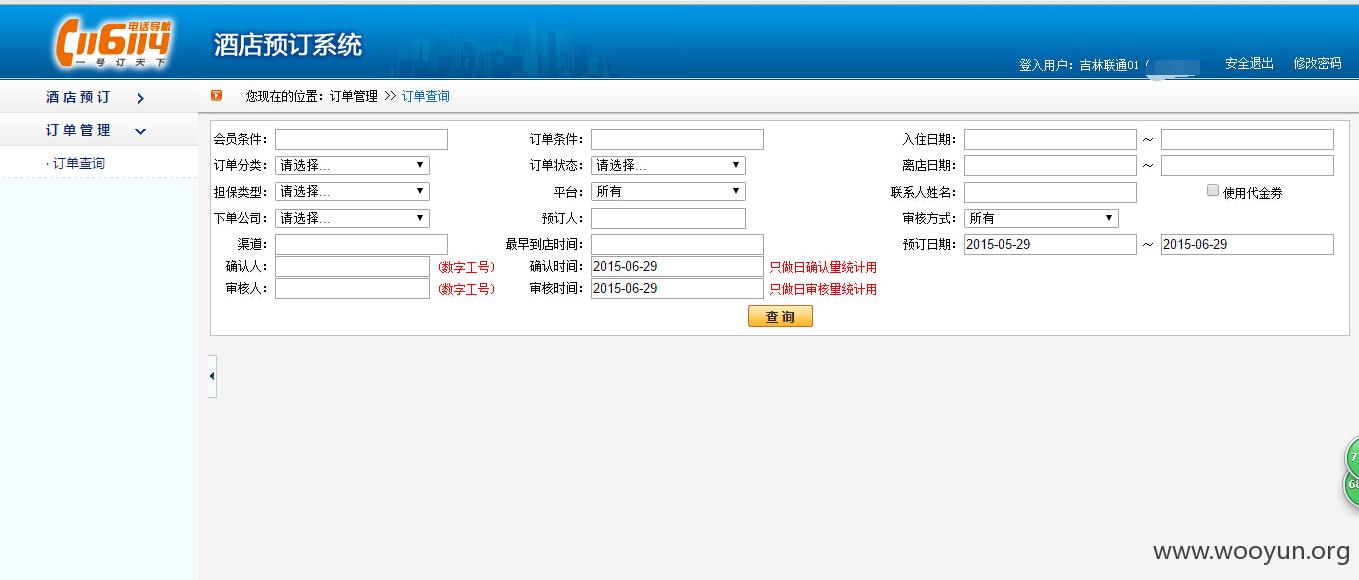 116114 电话导航
一号订天下
酒店预订系统
登入用户：吉林联通01（ 安全退出 修改密码
酒店预订
您现在的位置：订单管理 >> 订单查询
订单管理
·订单查询
会员条件： 订单条件： 入住日期： ~
订单分类： 请选择... 订单状态： 请选择... 离店日期： ~
担保类型： 请选择... 平台： 所有 联系人姓名： 使用代金券
下单公司： 请选择... 预订人： 审核方式： 所有
渠道： 最早到店时间： 预订日期： 2015-05-29 ~ 2015-06-29
确认人： (数字工号) 确认时间： 2015-06-29 只做日确认量统计用
审核人： (数字工号) 审核时间： 2015-06-29 只做日审核量统计用
查询
www.wooyun.org